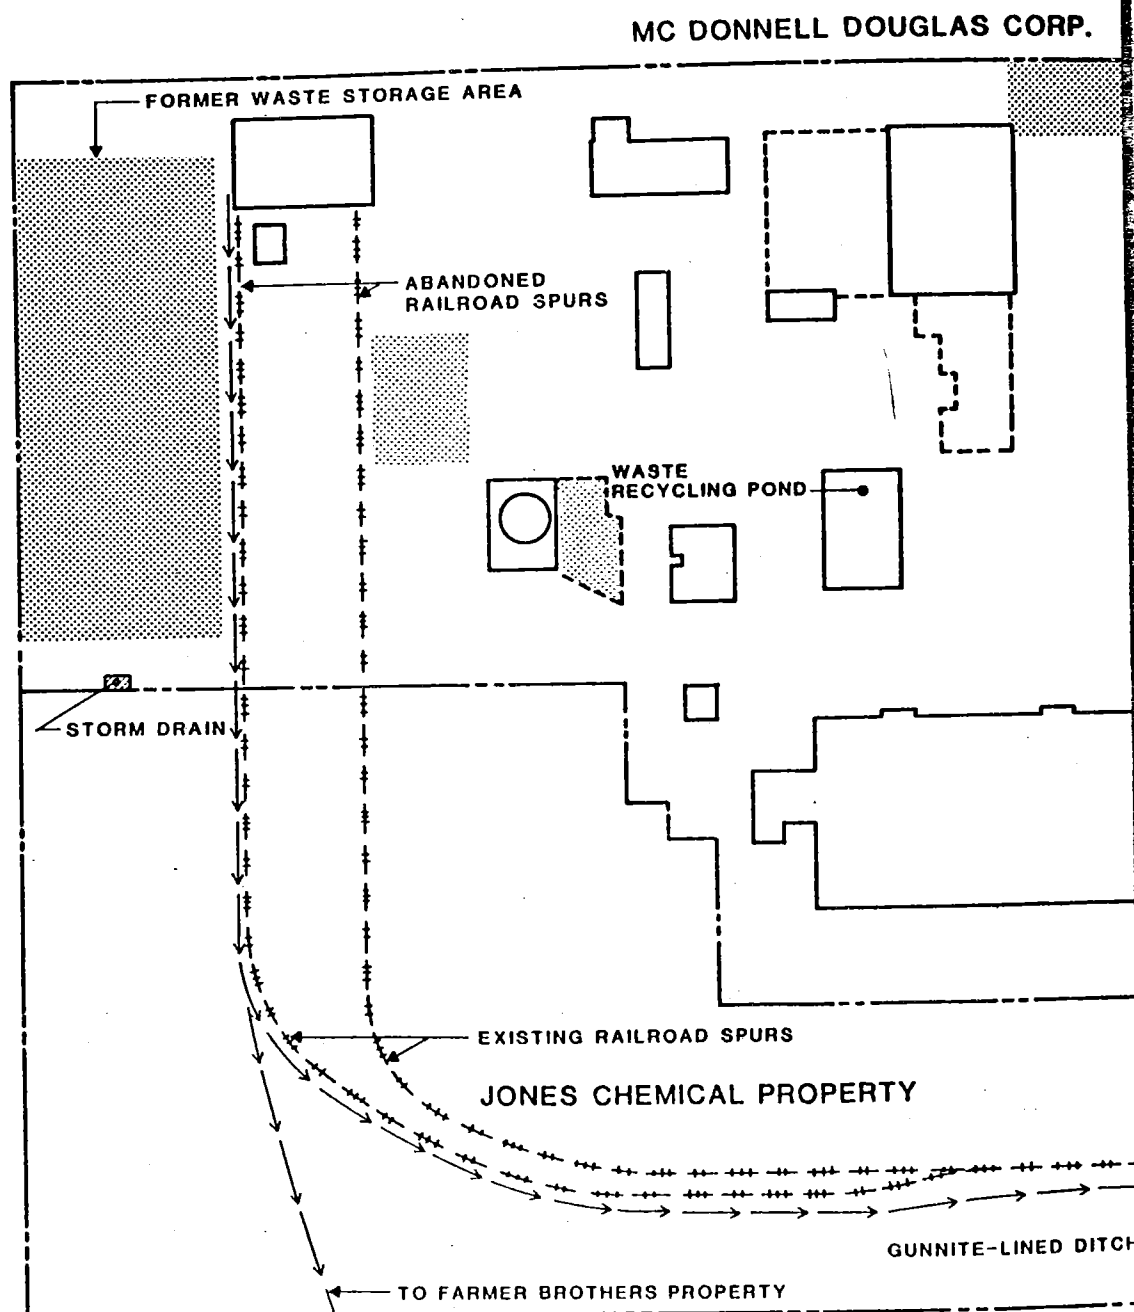 MC DONNELL DOUGLAS CORP.
FORMER WASTE STORAGE AREA
ABANDONED
RAILROAD SPURS
WASTE
RECYCLING POND
STORM DRAIN
EXISTING RAILROAD SPURS
JONES CHEMICAL PROPERTY
GUNNITE-LINED DITCH
TO FARMER BROTHERS PROPERTY